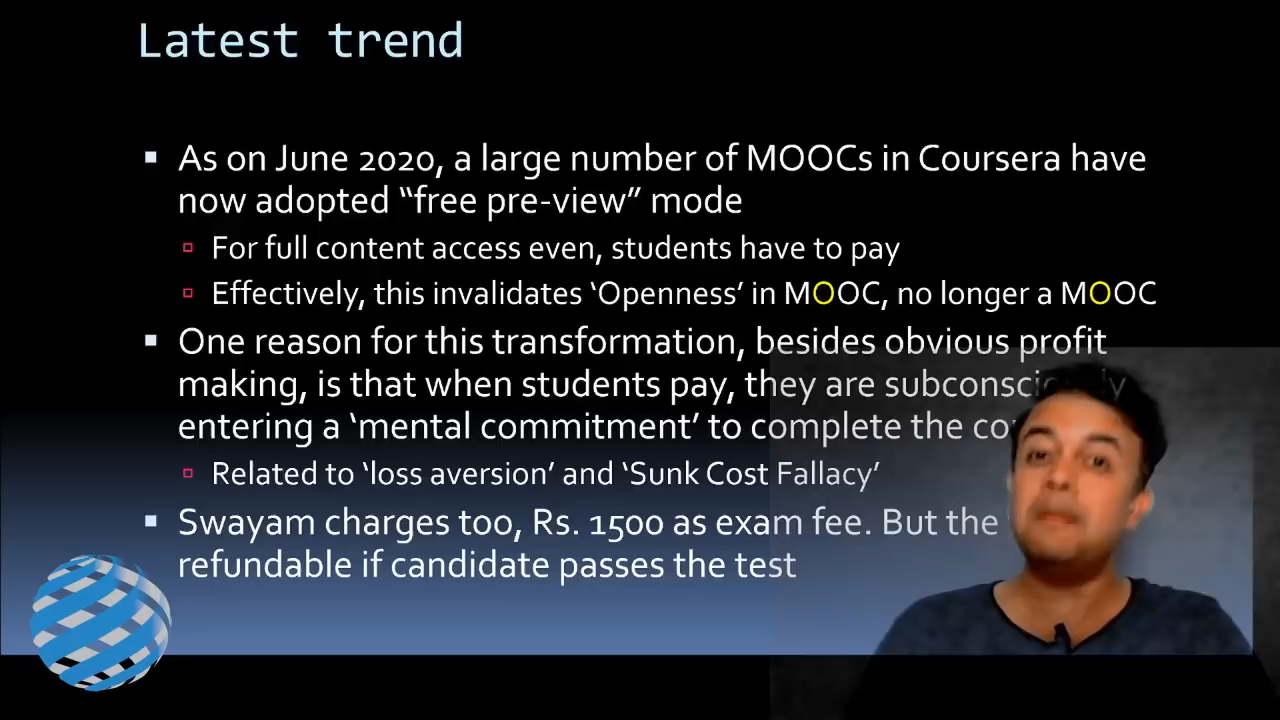 Latest trend
As on June 2020, a large number of MOOCs in Coursera have
now adopted “free pre-view” mode
For full content access even, students have to pay
Effectively, this invalidates ‘Openness’ in MOOC, no longer a MOOC
One reason for this transformation, besides obvious profit
making, is that when students pay, they are subconsciously
entering a ‘mental commitment’ to complete the
Related to ‘loss aversion’ and ‘Sunk Cost Fallacy’
Swayam charges too, Rs. 1500 as exam fee. But the
refundable if candidate passes the test